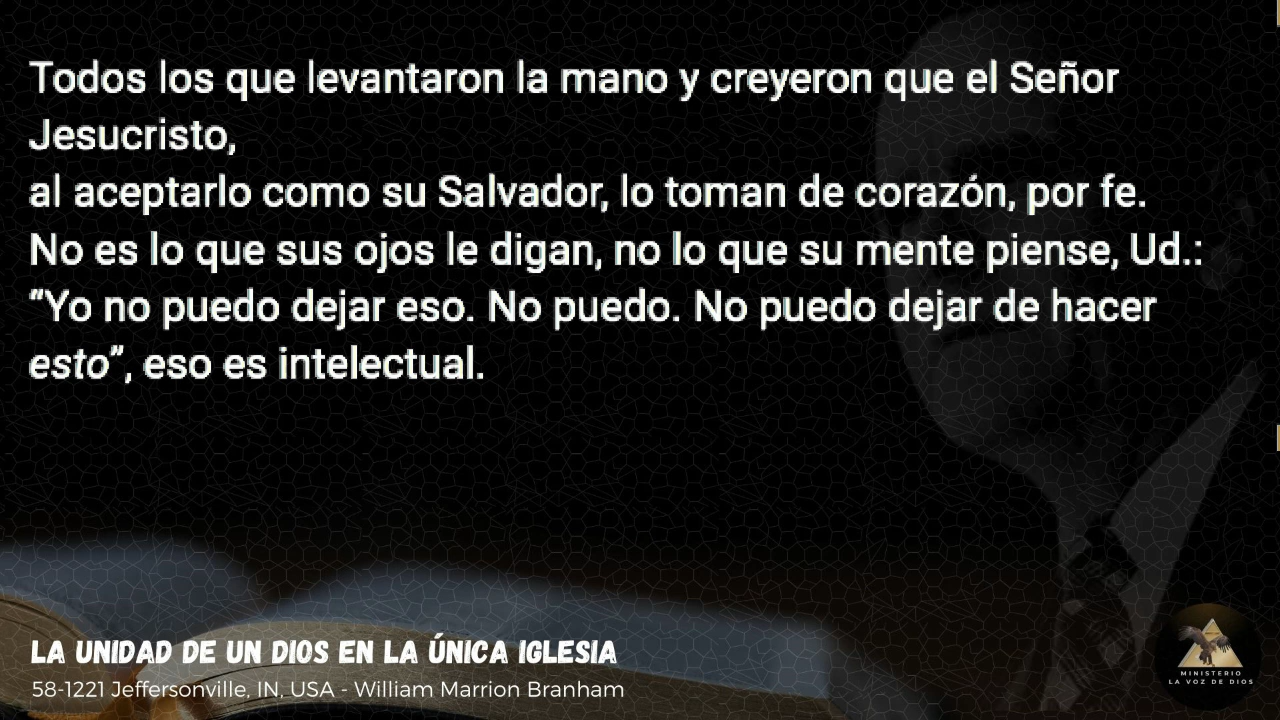 Todos los que levantaron la mano y creyeron que el Señor
Jesucristo,
al aceptarlo como su Salvador, lo toman de corazón, por fe.
No es lo que sus ojos le digan, no lo que su mente piense, Ud.:
“Yo no puedo dejar eso. No puedo. No puedo dejar de hacer
esto”, eso es intelectual.
LA UNIDAD DE UN DIOS EN LA ÚNICA IGLESIA
58-1221 Jeffersonville, IN, USA - William Marrion Branham
MINISTERIO
LA VOZ DE DIOS